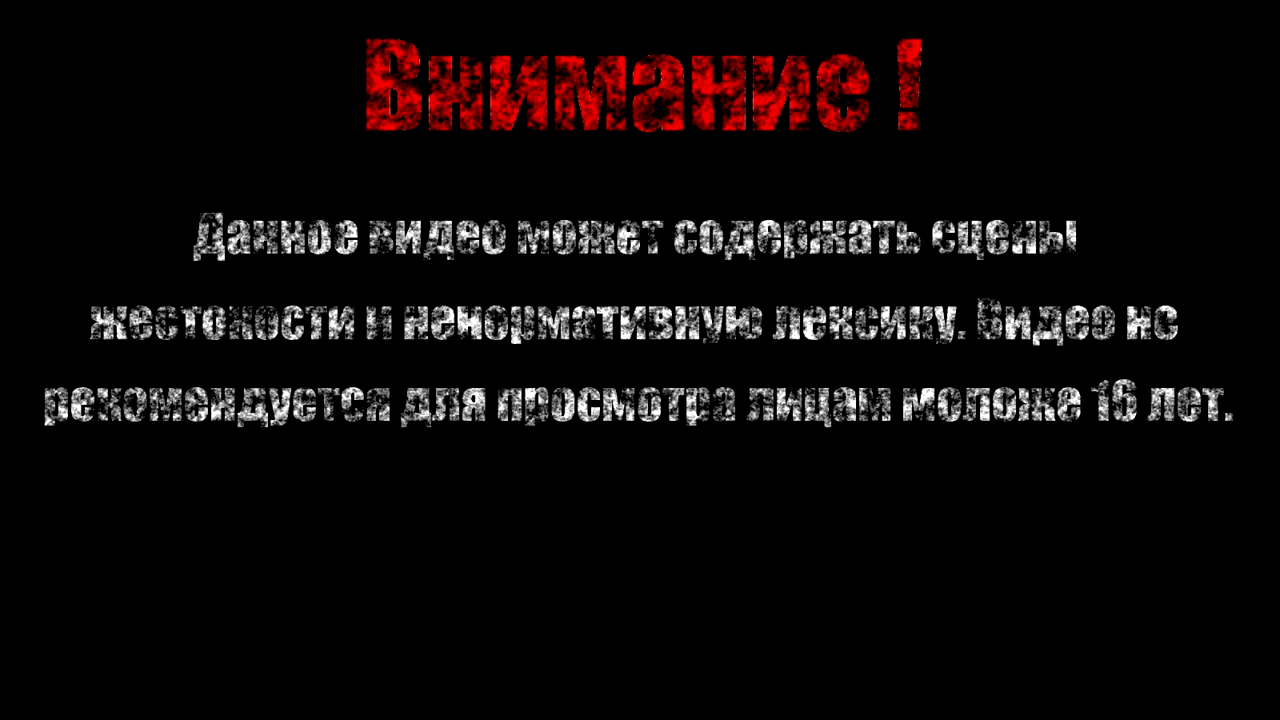 Внимание !
Данное видео может содержать сцены
жестокости и ненормативную лексику. Видео не
рекомендуется для просмотра лицам моложе 16 лет.